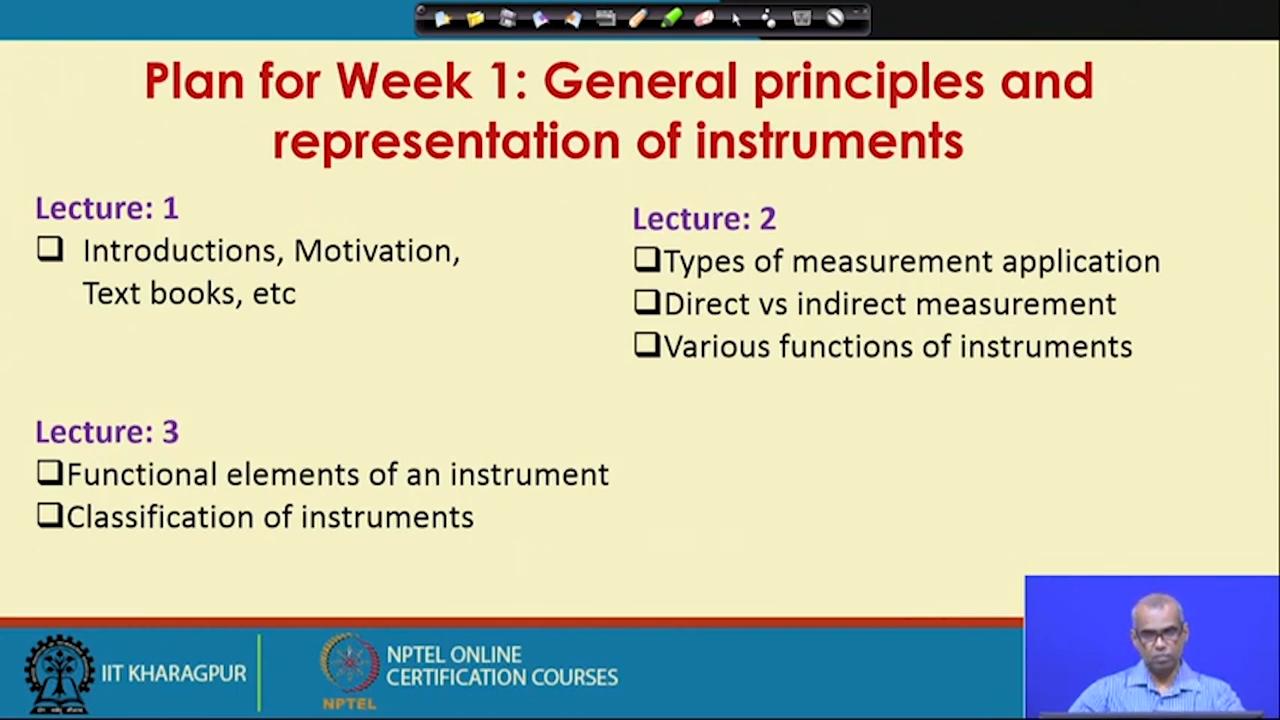 Plan for Week 1: General principles and
representation of instruments
Lecture: 1
❑ Introductions, Motivation,
Text books, etc
Lecture: 2
❑Types of measurement application
❑Direct vs indirect measurement
❑Various functions of instruments
Lecture: 3
❑Functional elements of an instrument
❑Classification of instruments
IIT KHARAGPUR
NPTEL
NPTEL ONLINE
CERTIFICATION COURSES